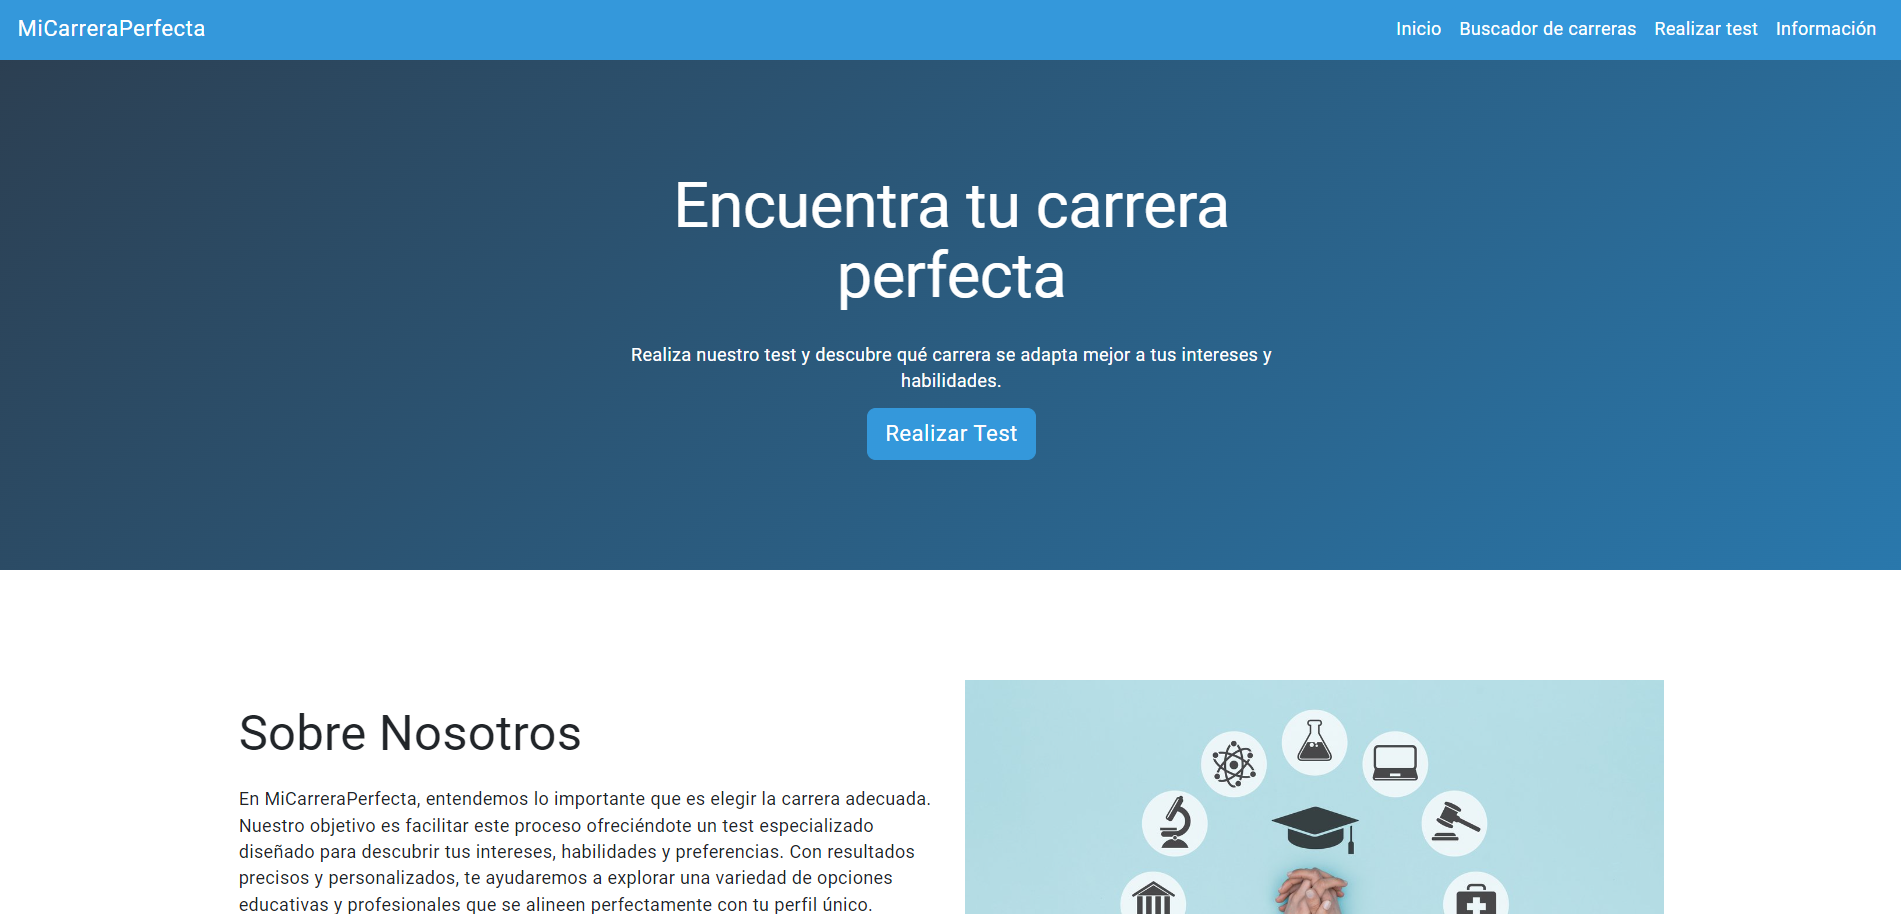 MiCarreraPerfecta
Inicio
Buscador de carreras
Realizar test
Información
Encuentra tu carrera
perfecta
Realiza nuestro test y descubre qué carrera se adapta mejor a tus intereses y
habilidades.
Realizar Test
Sobre Nosotros
En MiCarreraPerfecta, entendemos lo importante que es elegir la carrera adecuada.
Nuestro objetivo es facilitar este proceso ofreciéndote un test especializado
diseñado para descubrir tus intereses, habilidades y preferencias. Con resultados
precisos y personalizados, te ayudaremos a explorar una variedad de opciones
educativas y profesionales que se alineen perfectamente con tu perfil único.